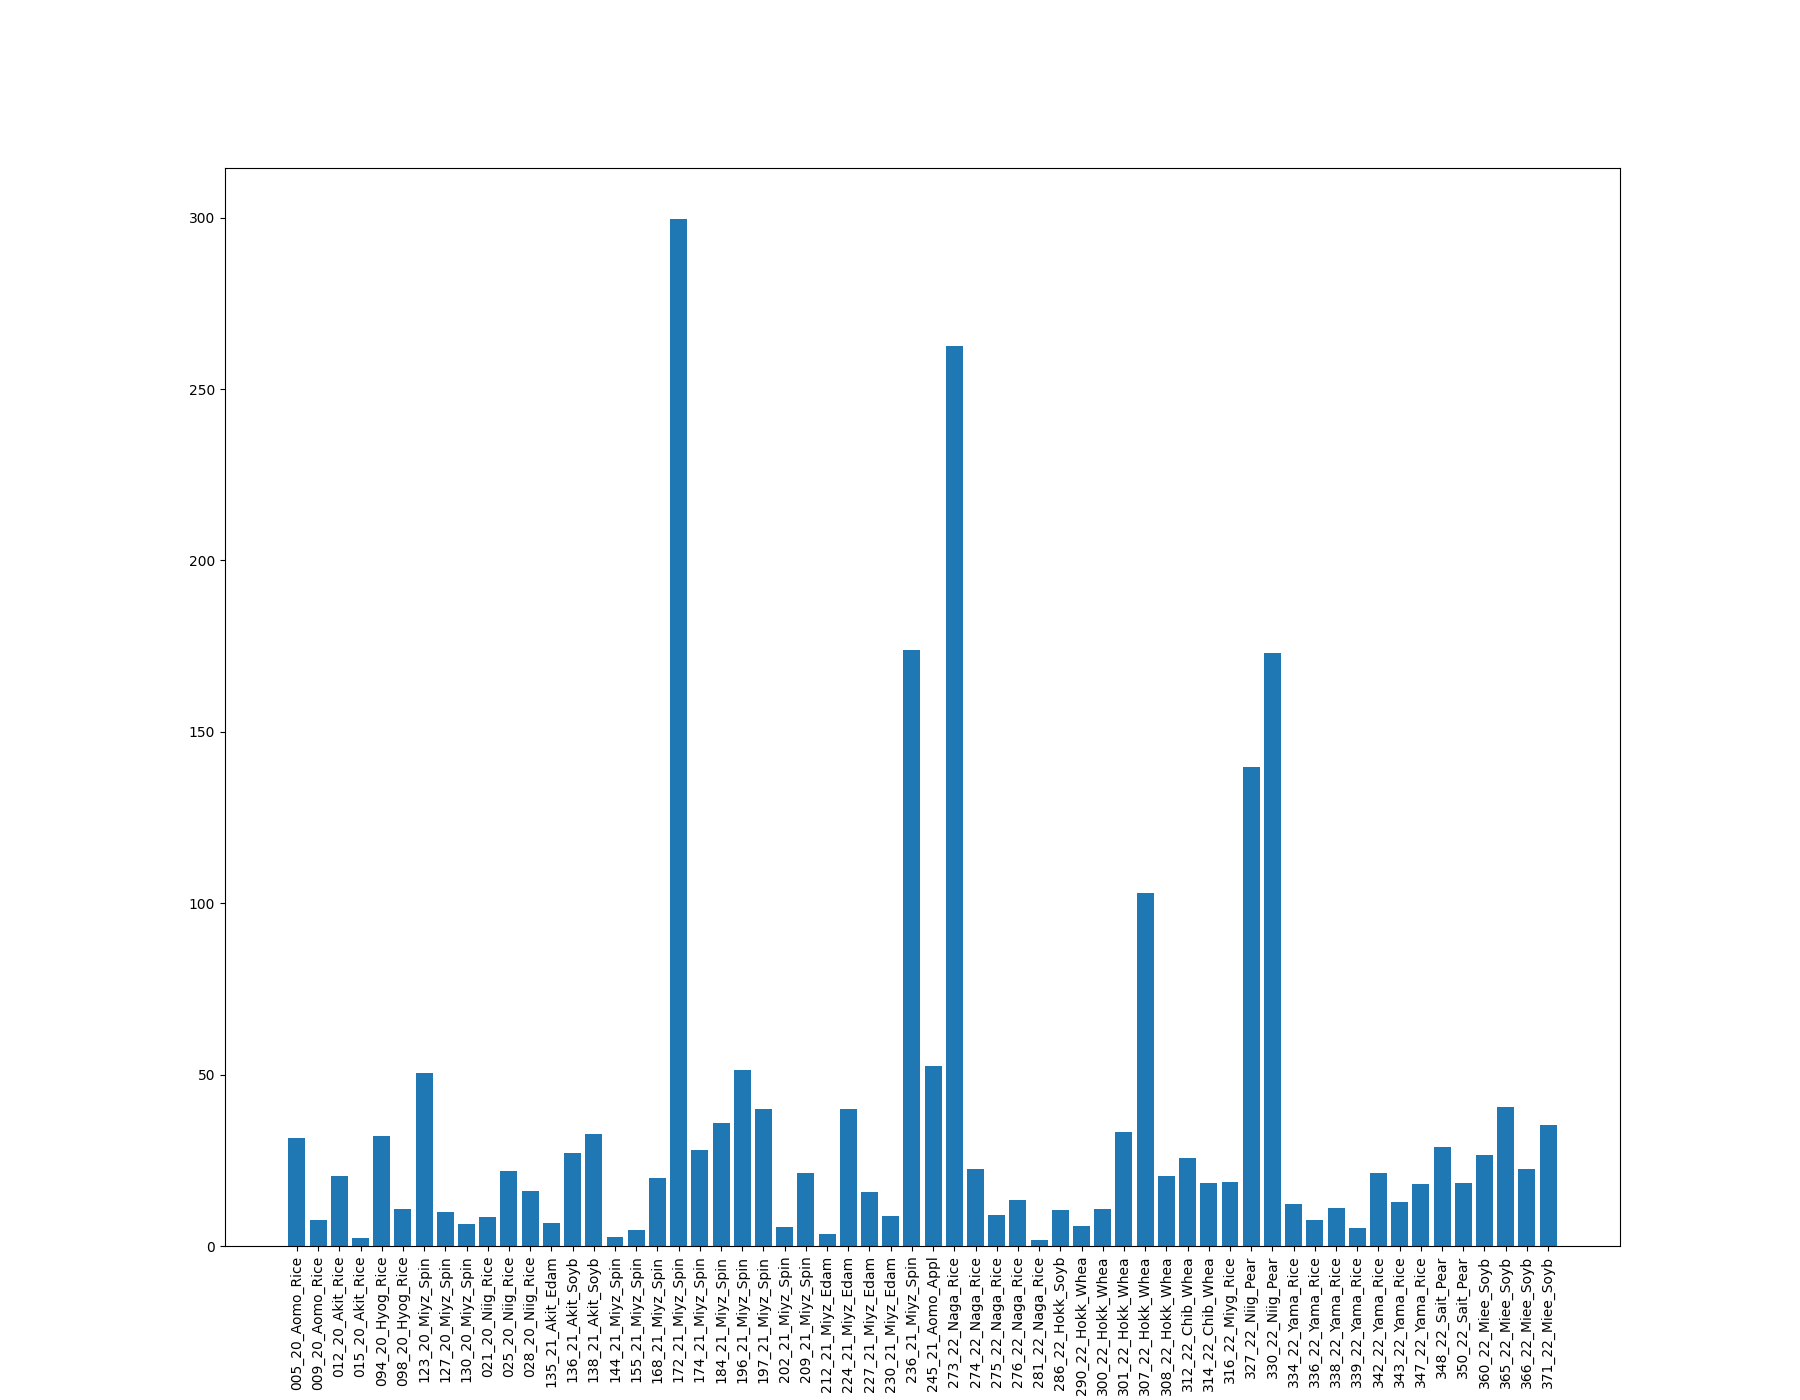 300
250
200
150
100
50
0
005_20_Aomo_Rice
009_20_Aomo_Rice
012_20_Akit_Rice
015_20_Akit_Rice
094_20_Hyog_Rice
098_20_Hyog_Rice
123_20_Miyz_Spin
127_20_Miyz_Spin
130_20_Miyz_Spin
021_20_Niig_Rice
025_20_Niig_Rice
028_20_Niig_Rice
135_21_Akit_Edam
136_21_Akit_Soyb
138_21_Akit_Soyb
144_21_Miyz_Spin
155_21_Miyz_Spin
168_21_Miyz_Spin
172_21_Miyz_Spin
174_21_Miyz_Spin
184_21_Miyz_Spin
196_21_Miyz_Spin
197_21_Miyz_Spin
202_21_Miyz_Spin
209_21_Miyz_Spin
212_21_Miyz_Edam
224_21_Miyz_Edam
227_21_Miyz_Edam
230_21_Miyz_Edam
236_21_Miyz_Spin
245_21_Aomo_Appl
273_22_Naga_Rice
274_22_Naga_Rice
275_22_Naga_Rice
276_22_Naga_Rice
281_22_Naga_Rice
286_22_Hokk_Soyb
290_22_Hokk_Whea
300_22_Hokk_Whea
301_22_Hokk_Whea
307_22_Hokk_Whea
308_22_Hokk_Whea
312_22_Chib_Whea
314_22_Chib_Whea
316_22_Miyg_Rice
327_22_Niig_Pear
330_22_Niig_Pear
334_22_Yama_Rice
336_22_Yama_Rice
338_22_Yama_Rice
339_22_Yama_Rice
342_22_Yama_Rice
343_22_Yama_Rice
347_22_Yama_Rice
348_22_Sait_Pear
350_22_Sait_Pear
360_22_Miee_Soyb
365_22_Miee_Soyb
366_22_Miee_Soyb
371_22_Miee_Soyb